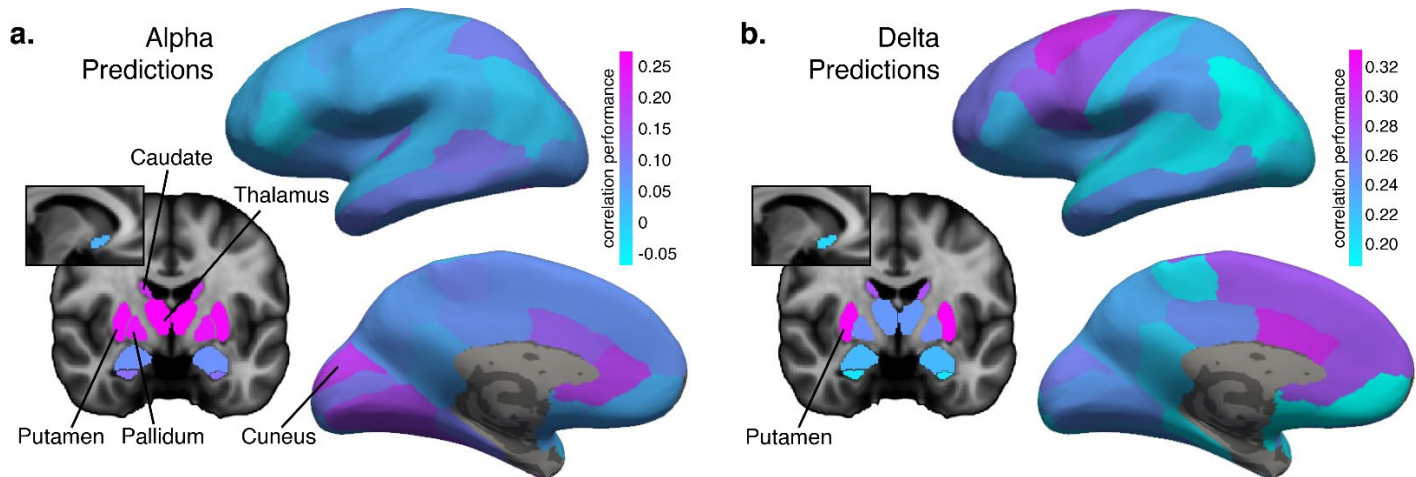 a.
Alpha
Predictions
Caudate
Thalamus
Putamen
Pallidum
Cuneus
0.25
0.20
0.15
0.10
0.05
0
-0.05
correlation performance
b.
Delta
Predictions
Putamen
0.32
0.30
0.28
0.26
0.24
0.22
0.20
correlation performance